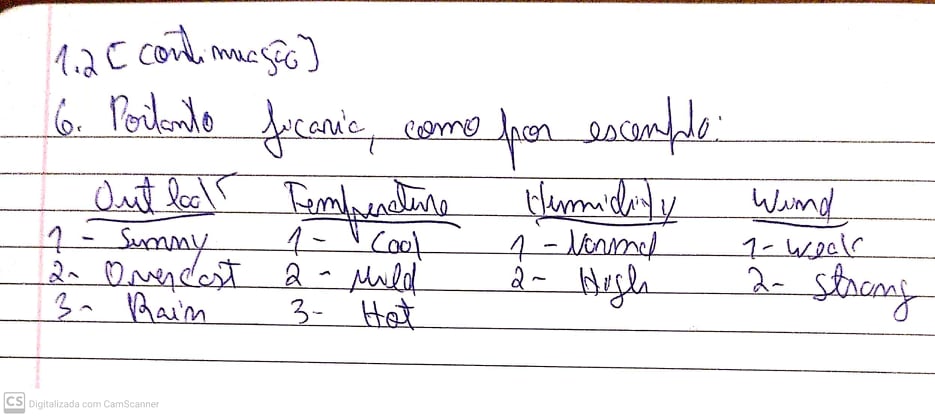 1.2 [continuação]
6. Portanto ficaria, como por exemplo:
Outlook Temperature Humidity Wind
1 - Sunny 1 - Cool 1 - Normal 1 - Weak
2 - Overcast 2 - Mild 2 - High 2 - Strong
3 - Rain 3 - Hot
CS Digitalizada com CamScanner